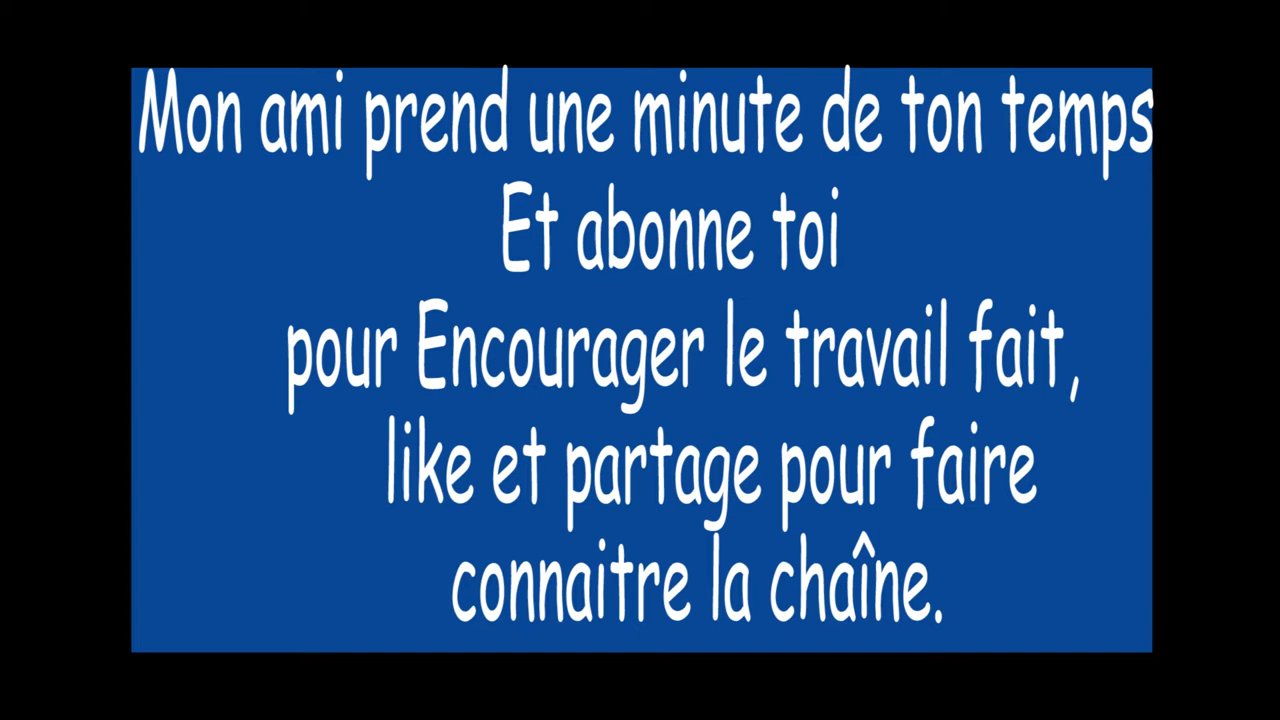 Mon ami prend une minute de ton temps
Et abonne toi
pour Encourager le travail fait,
like et partage pour faire
connaitre la chaîne.